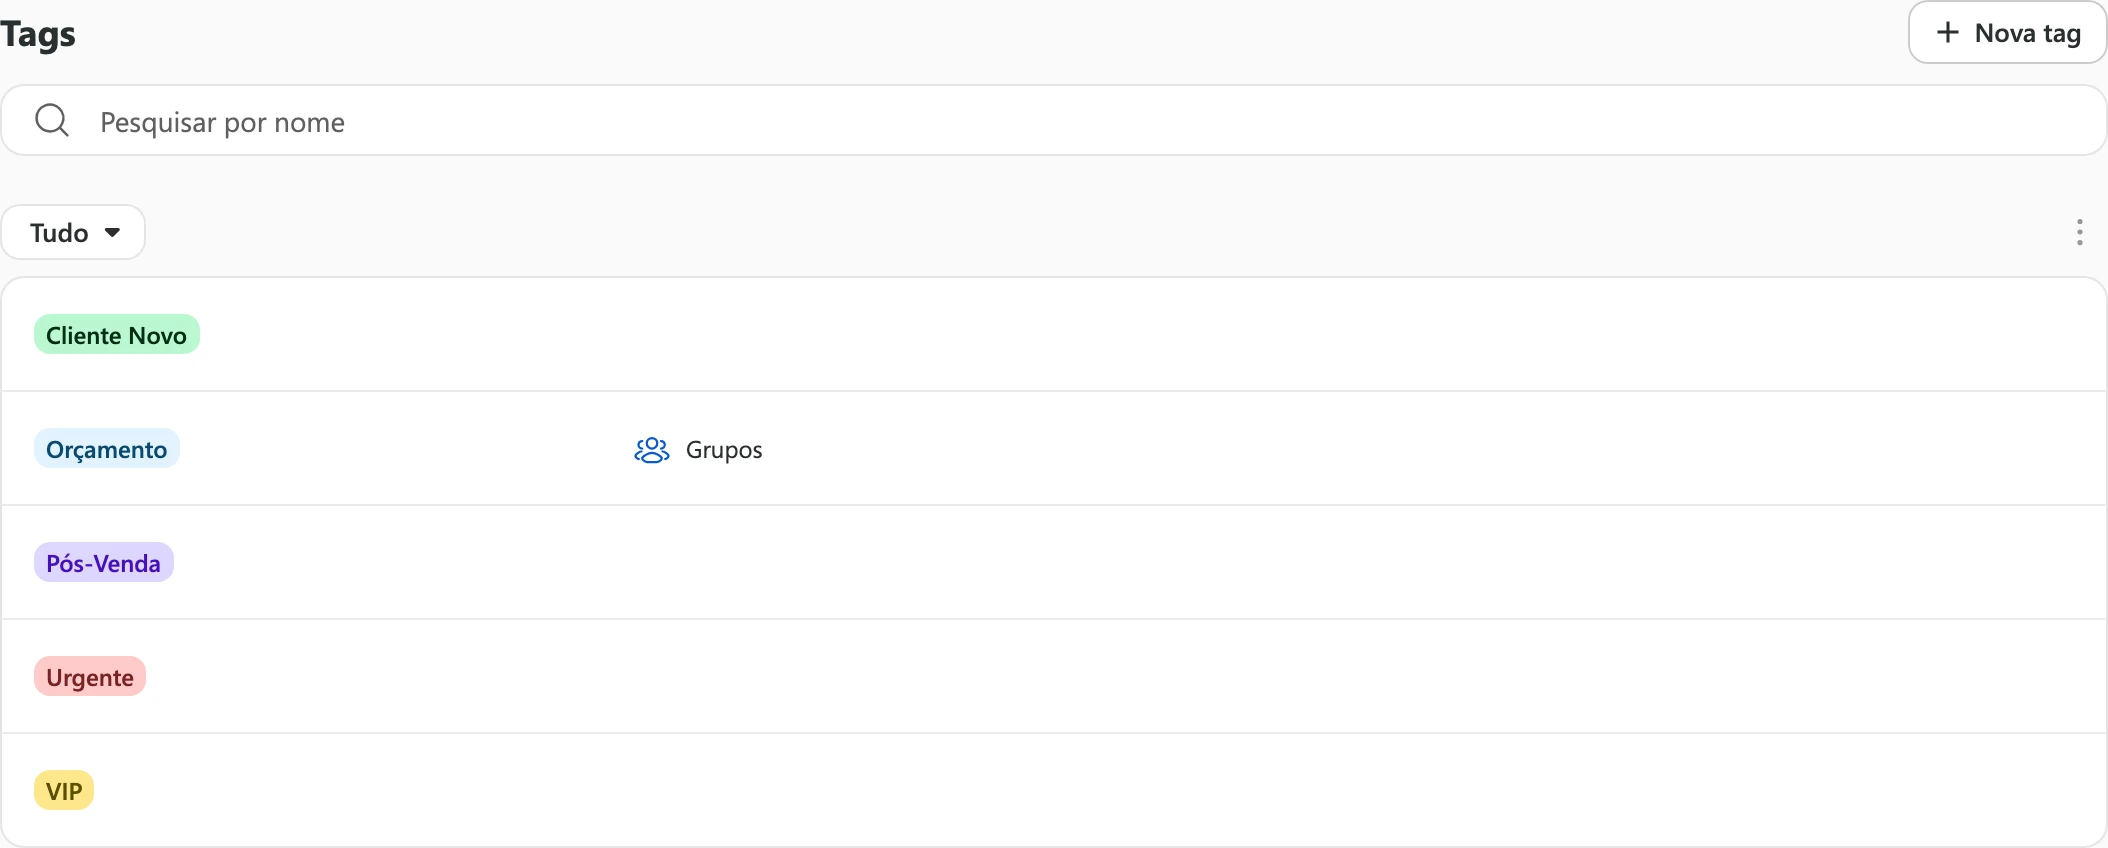 Tags
Nova tag
Pesquisar por nome
Tudo
Cliente Novo
Orçamento Grupos
Pós-Venda
Urgente
VIP